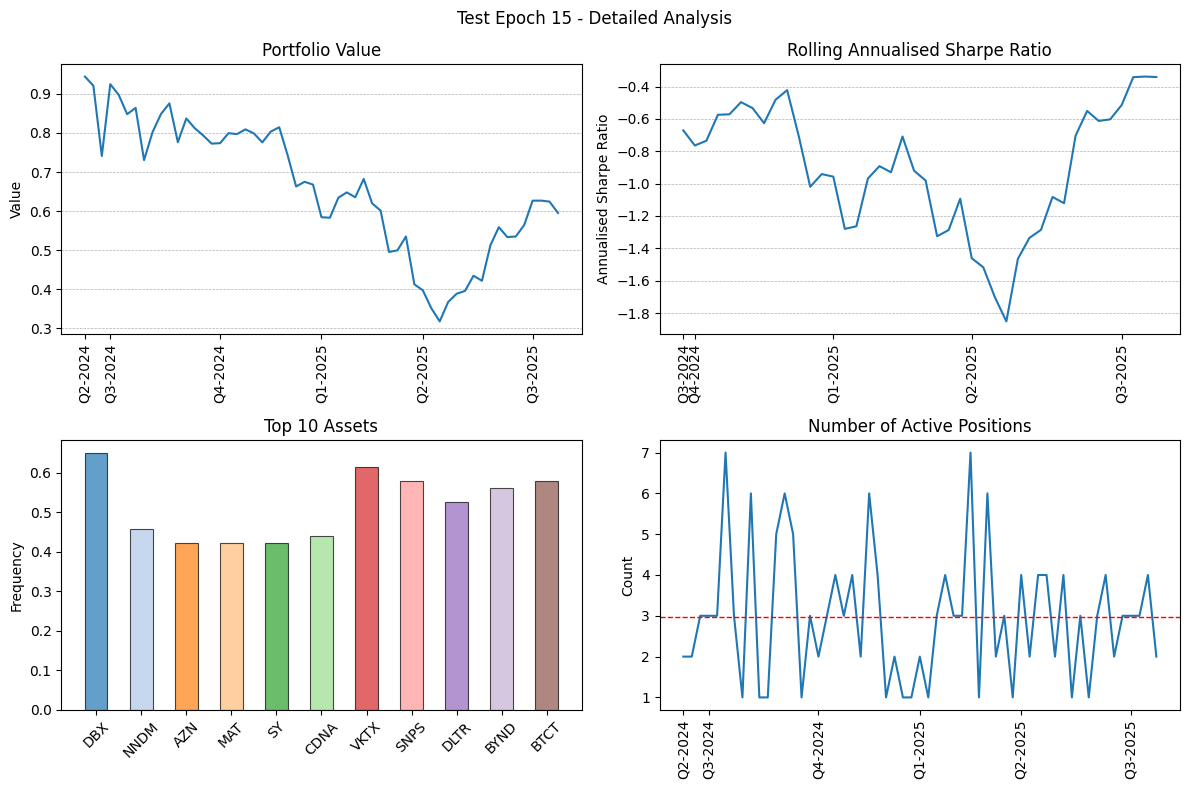 Test Epoch 15 - Detailed Analysis
Portfolio Value
Value
0.9
0.8
0.7
0.6
0.5
0.4
0.3
Q2-2024
Q3-2024
Q4-2024
Q1-2025
Q2-2025
Q3-2025
Rolling Annualised Sharpe Ratio
Annualised Sharpe Ratio
−0.4
−0.6
−0.8
−1.0
−1.2
−1.4
−1.6
−1.8
Q3-2024
Q4-2024
Q1-2025
Q2-2025
Q3-2025
Top 10 Assets
Frequency
0.6
0.5
0.4
0.3
0.2
0.1
0.0
DBX
NNDM
AZN
MAT
SY
CDNA
VKTX
SNPS
DLTR
BYND
BTCT
Number of Active Positions
Count
7
6
5
4
3
2
1
Q2-2024
Q3-2024
Q4-2024
Q1-2025
Q2-2025
Q3-2025